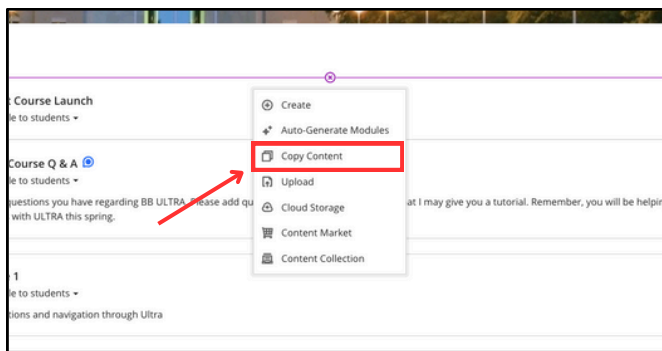 Course Launch
le to students
Create
Auto-Generate Modules
Course Q & A
Copy Content
le to students
Upload
questions you have regarding BB ULTRA. Please add qu
at I may give you a tutorial. Remember, you will be helpin
with ULTRA this spring.
Cloud Storage
Content Market
Content Collection
1
le to students
tions and navigation through Ultra